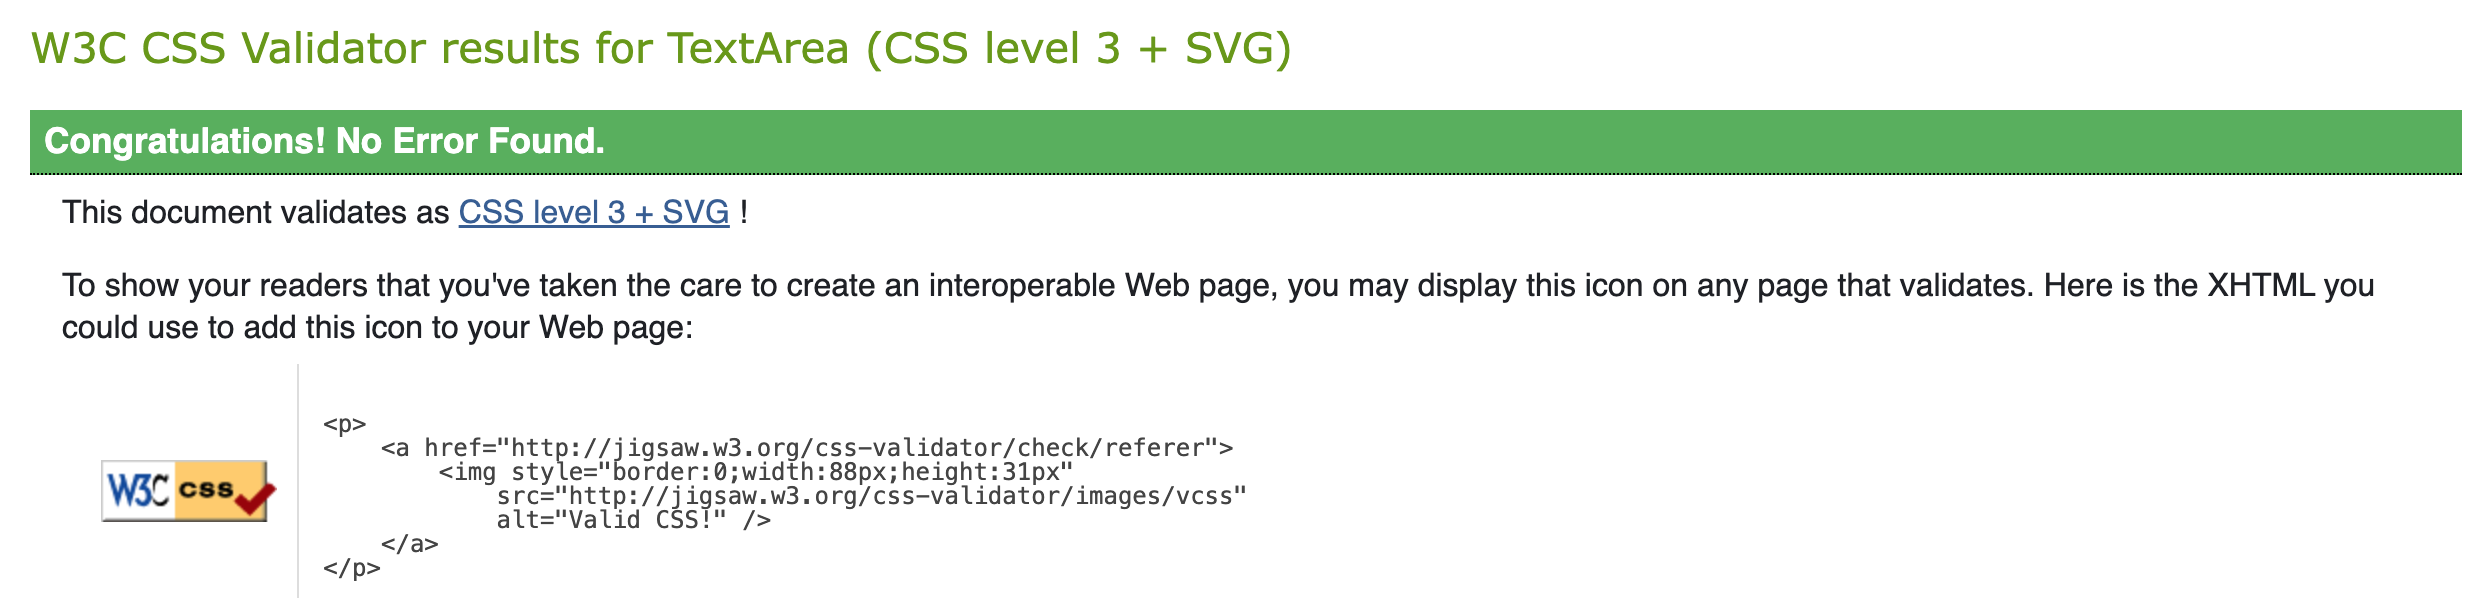 W3C CSS Validator results for TextArea (CSS level 3 + SVG)
Congratulations! No Error Found.
This document validates as CSS level 3 + SVG !
To show your readers that you've taken the care to create an interoperable Web page, you may display this icon on any page that validates. Here is the XHTML you
could use to add this icon to your Web page:
W3C css
<p>
    <a href="http://jigsaw.w3.org/css-validator/check/referer">
        <img style="border:0;width:88px;height:31px"
            src="http://jigsaw.w3.org/css-validator/images/vcss"
            alt="Valid CSS!" />
    </a>
</p>